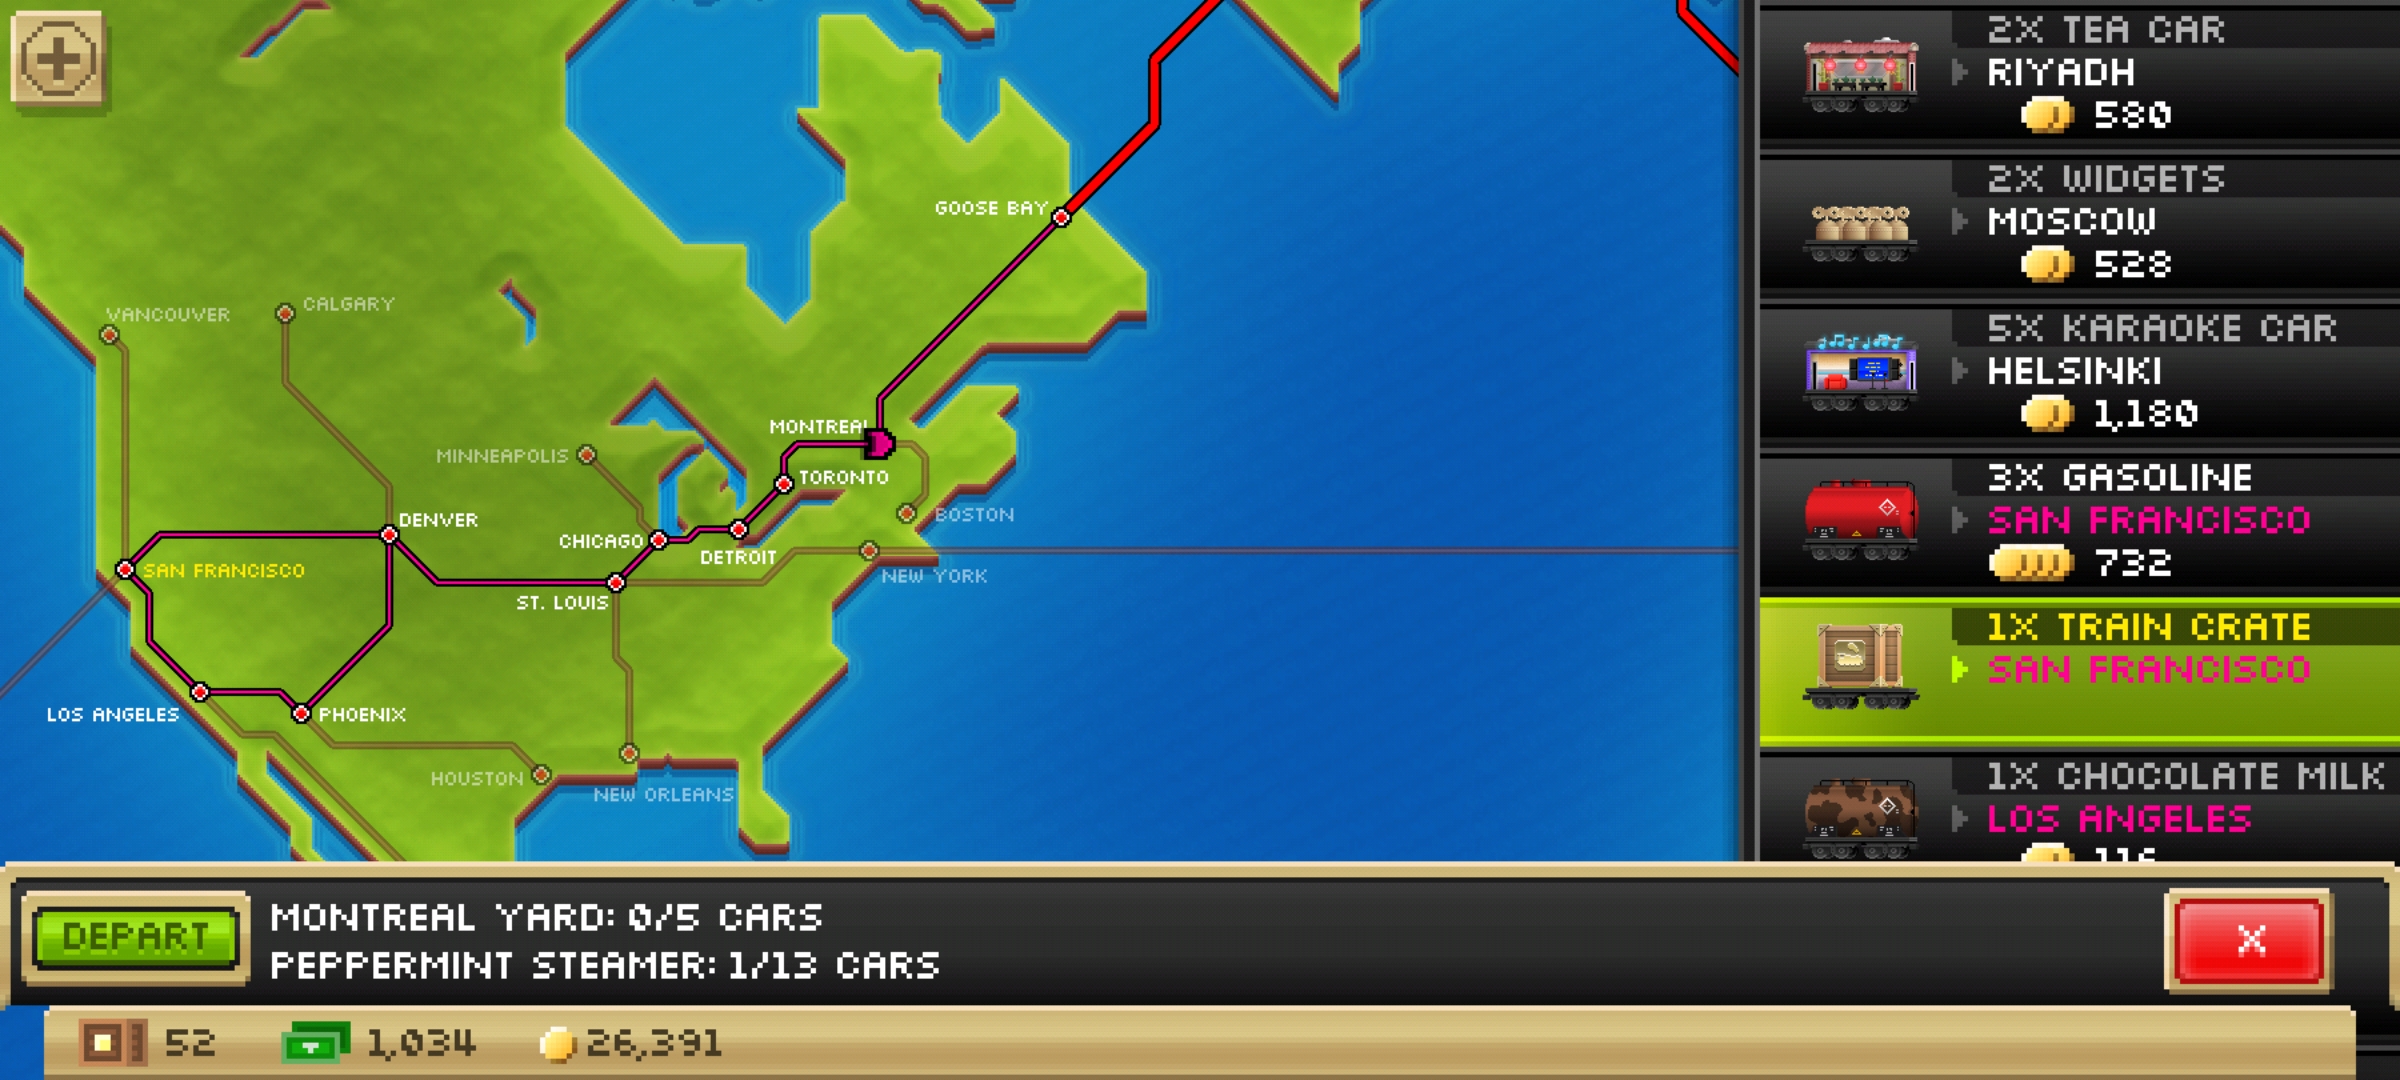 GOOSE BAY
VANCOUVER
CALGARY
MONTREAL
MINNEAPOLIS
TORONTO
BOSTON
DENVER
CHICAGO
DETROIT
SAN FRANCISCO
NEW YORK
ST. LOUIS
LOS ANGELES
PHOENIX
HOUSTON
NEW ORLEANS
2X TEA CAR
RIYADH
580
2X WIDGETS
MOSCOW
528
5X KARAOKE CAR
HELSINKI
1,180
3X GASOLINE
SAN FRANCISCO
732
1X TRAIN CRATE
SAN FRANCISCO
1X CHOCOLATE MILK
LOS ANGELES
116
DEPART
MONTREAL YARD: 0/5 CARS
PEPPERMINT STEAMER: 1/13 CARS
X
52
1,034
26,391